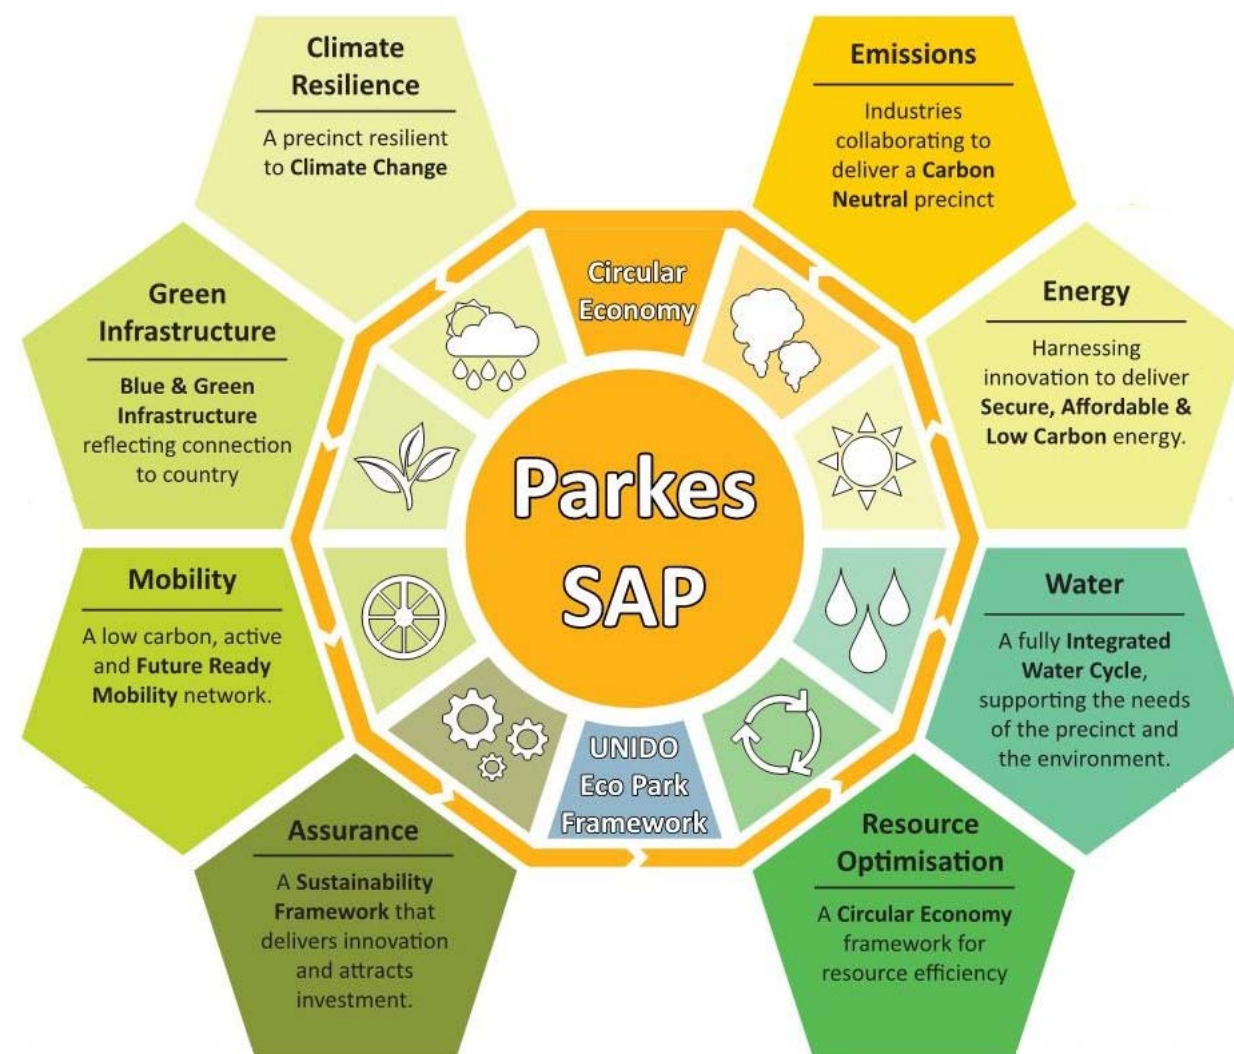 Climate
Resilience
A precinct resilient
to Climate Change
Emissions
Industries
collaborating to
deliver a Carbon
Neutral precinct
Green
Infrastructure
Blue & Green
Infrastructure
reflecting connection
to country
Circular
Economy
Energy
Harnessing
innovation to deliver
Secure, Affordable &
Low Carbon energy.
Parkes
SAP
Mobility
A low carbon, active
and Future Ready
Mobility network.
Water
A fully Integrated
Water Cycle,
supporting the needs
of the precinct and
the environment.
UNIDO
Eco Park
Framework
Assurance
A Sustainability
Framework that
delivers innovation
and attracts
investment.
Resource
Optimisation
A Circular Economy
framework for
resource efficiency